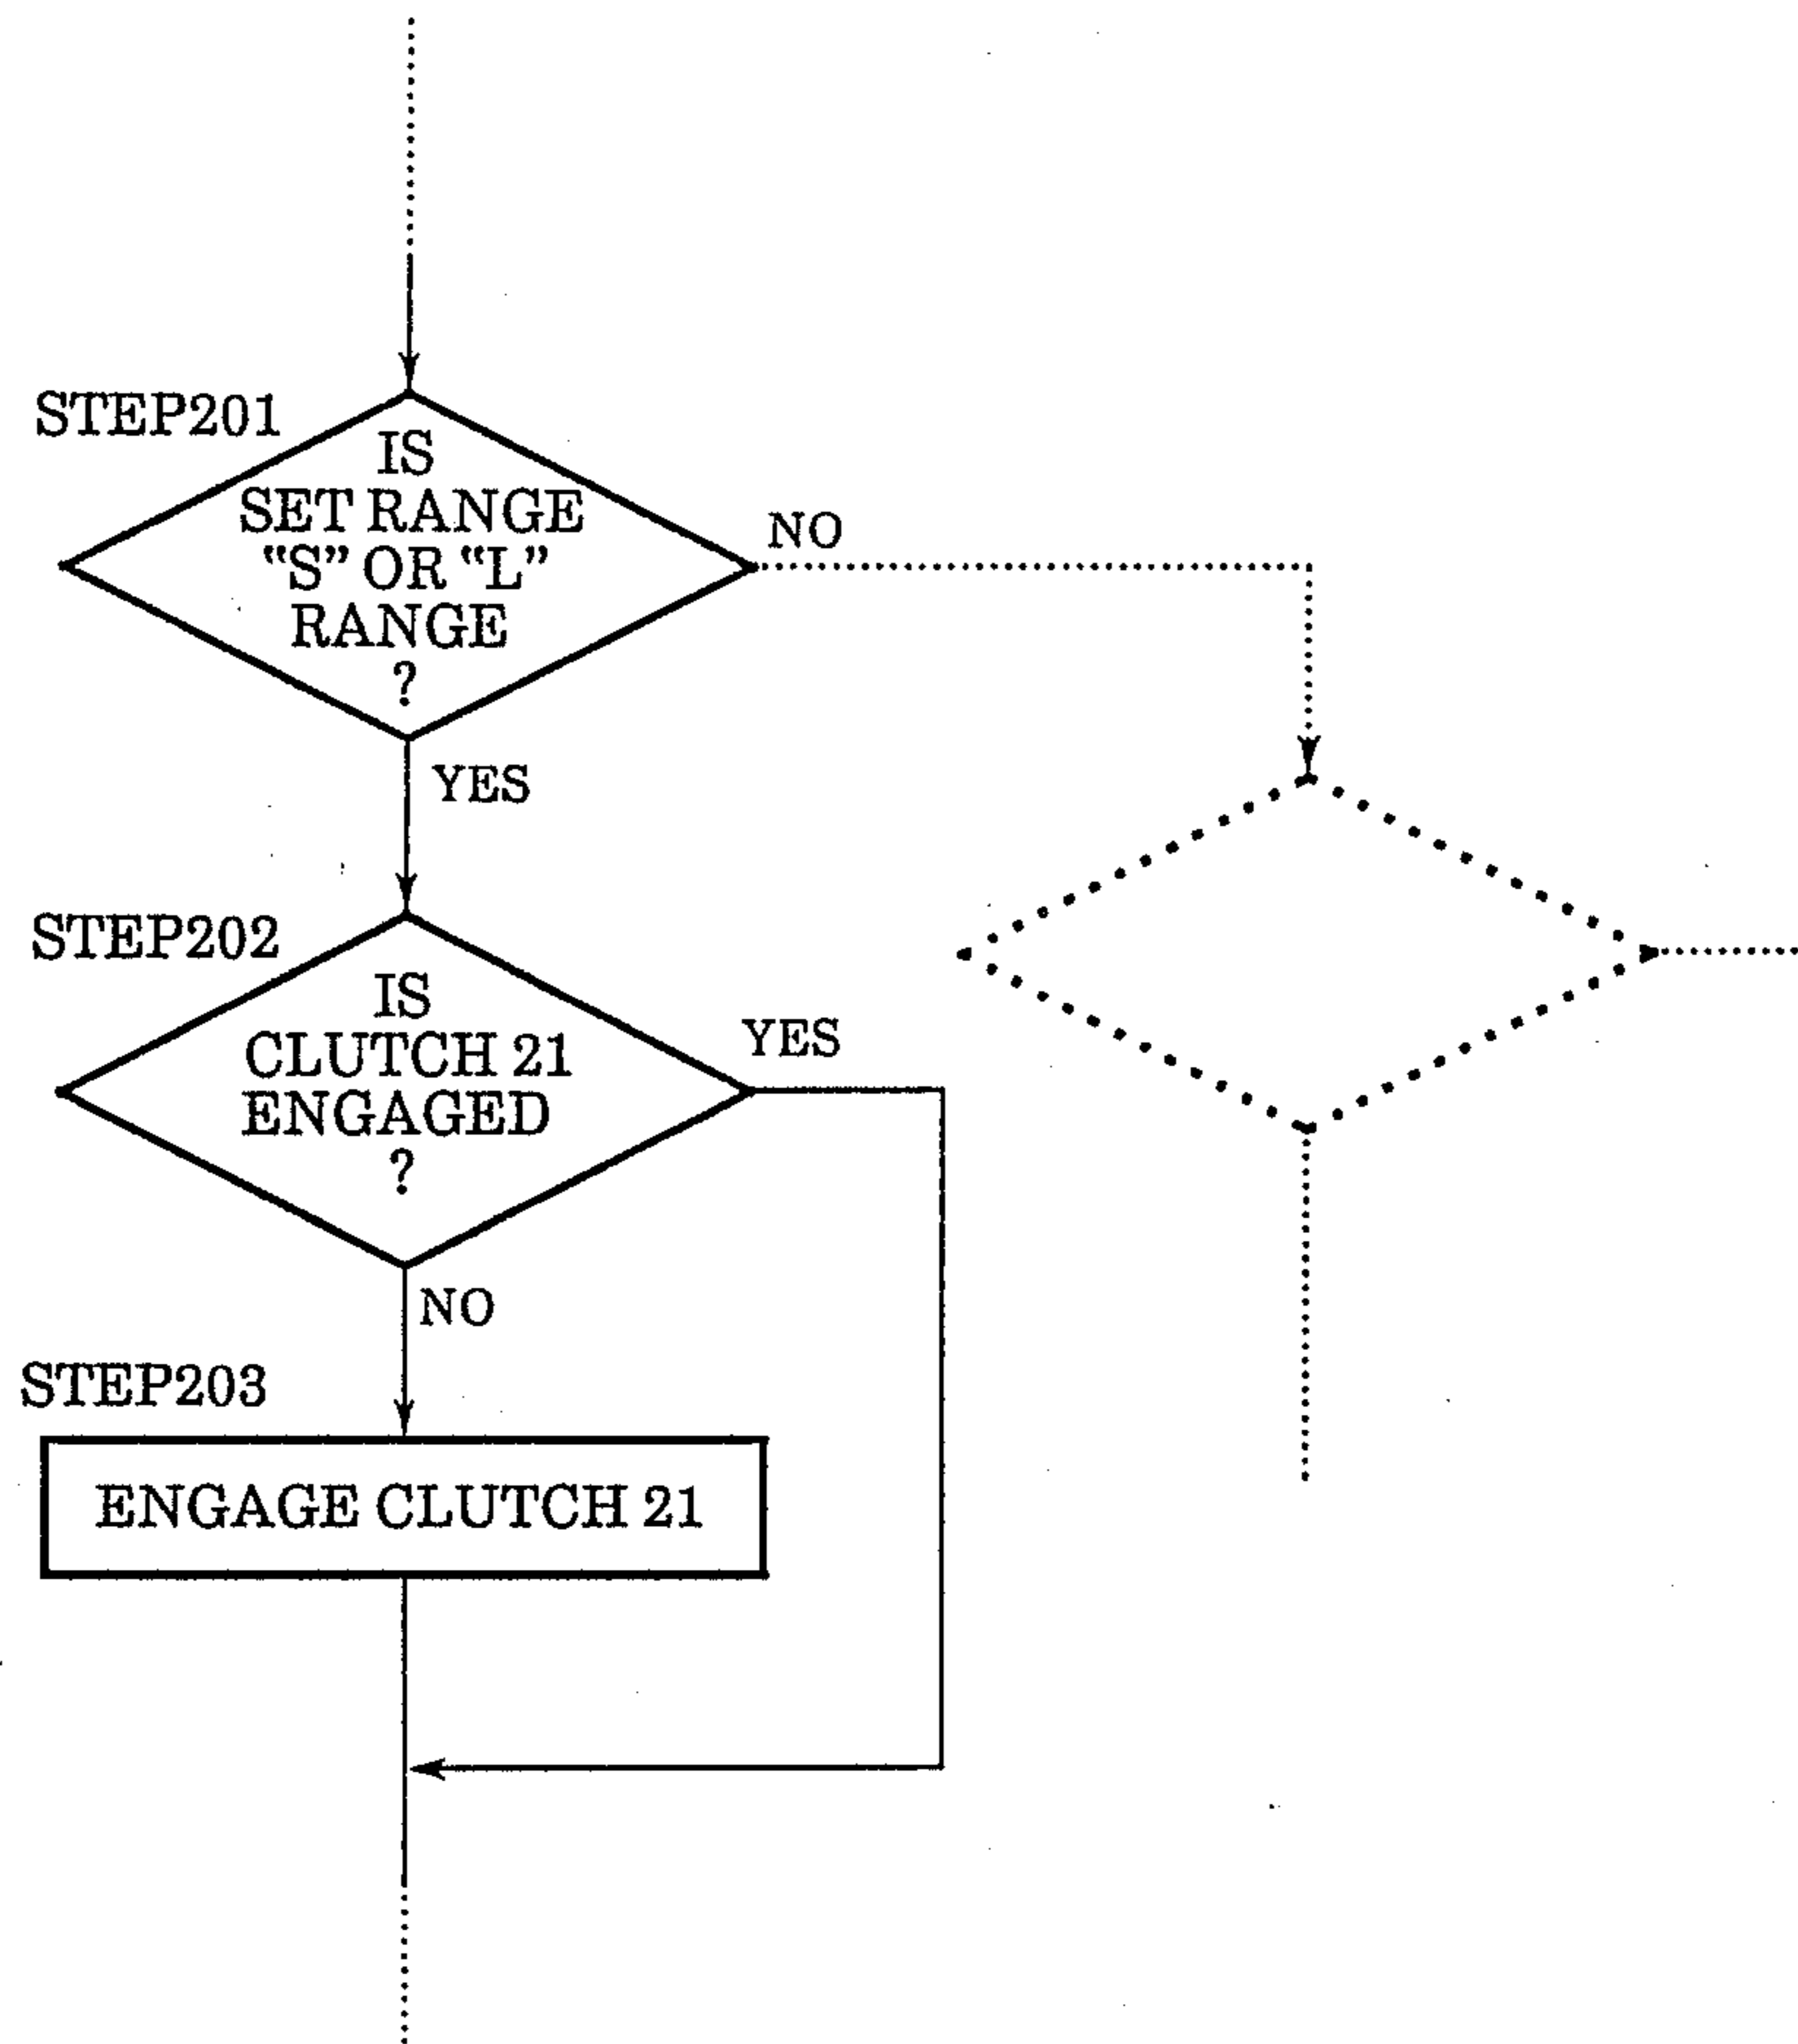 STEP201
IS
SET RANGE
“S” OR “L”
RANGE
?
NO
YES
STEP202
IS
CLUTCH 21
ENGAGED
?
YES
NO
STEP203
ENGAGE CLUTCH 21